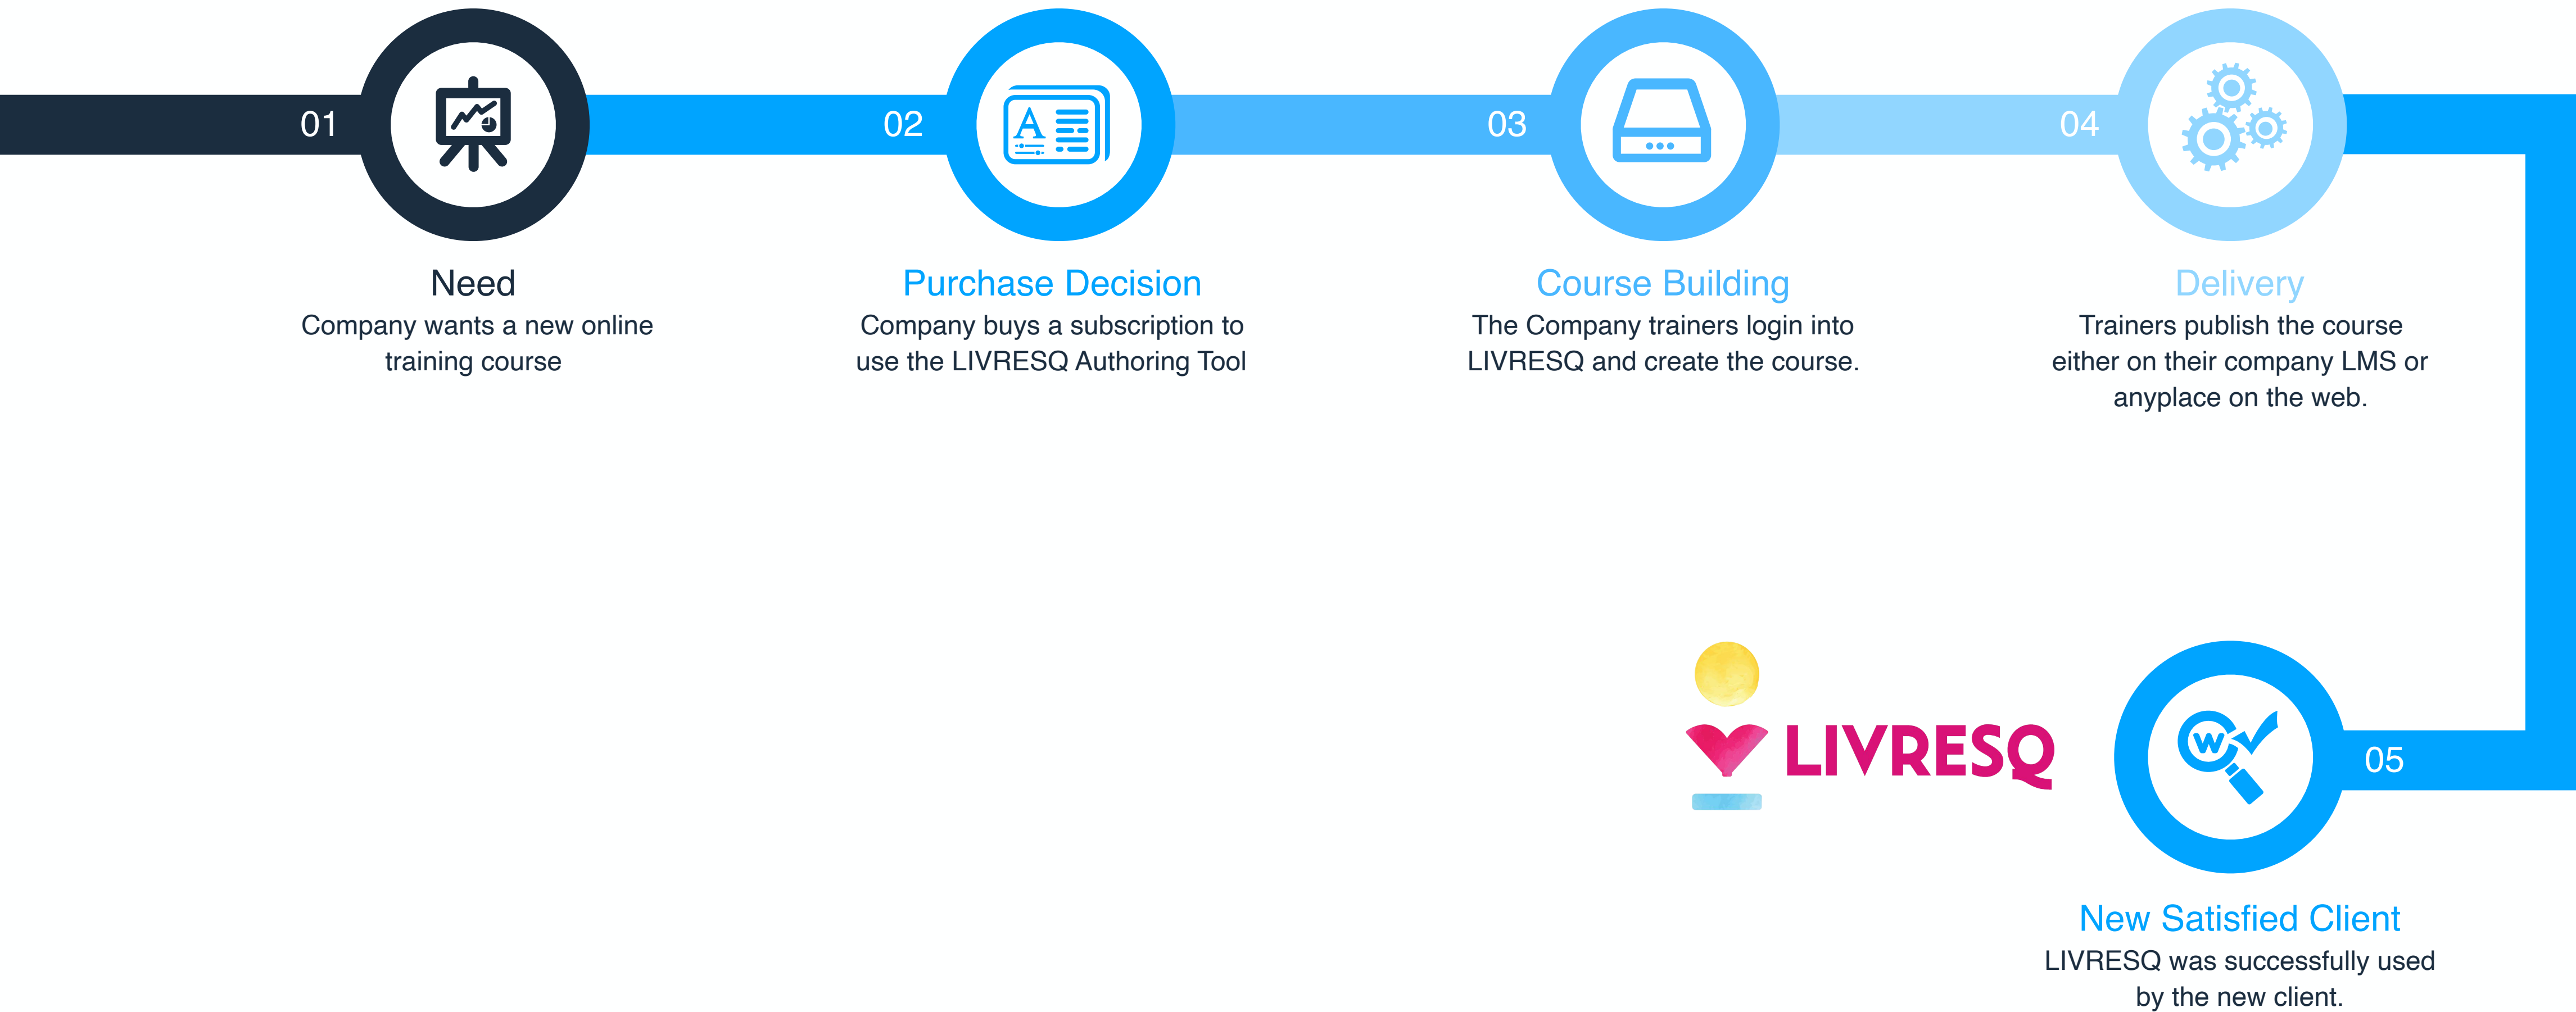 01
02
03
04
A
Need
Company wants a new online
training course
Purchase Decision
Company buys a subscription to
use the LIVRESQ Authoring Tool
Course Building
The Company trainers login into
LIVRESQ and create the course.
Delivery
Trainers publish the course
either on their company LMS or
anyplace on the web.
LIVRESQ
W
05
New Satisfied Client
LIVRESQ was successfully used
by the new client.